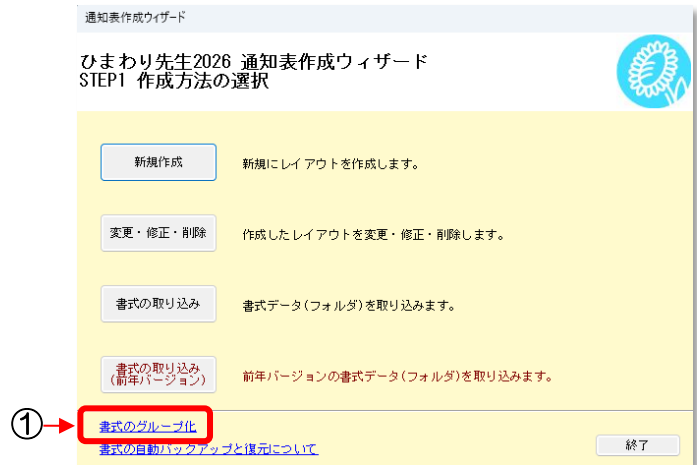 通知表作成ウィザード
ひまわり先生2026 通知表作成ウィザード
STEP1 作成方法の選択
新規作成
新規にレイアウトを作成します。
変更・修正・削除
作成したレイアウトを変更・修正・削除します。
書式の取り込み
書式データ(フォルダ)を取り込みます。
書式の取り込み
(前年バージョン)
前年バージョンの書式データ(フォルダ)を取り込みます。
①
書式のグループ化
書式の自動バックアップと復元について
終了